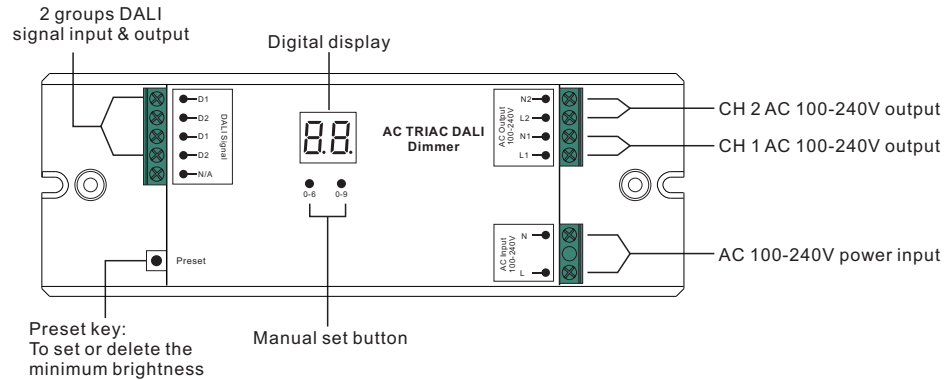 2 groups DALI
signal input & output
Digital display
D1
D2
D1
D2
N/A
DALI Signal
8.8.
AC TRIAC DALI
Dimmer
0-6
0-9
AC Output
100-240V
N2
L2
N1
L1
CH 2 AC 100-240V output
CH 1 AC 100-240V output
Preset
AC Input
100-240V
N
L
AC 100-240V power input
Preset key:
To set or delete the
minimum brightness
Manual set button